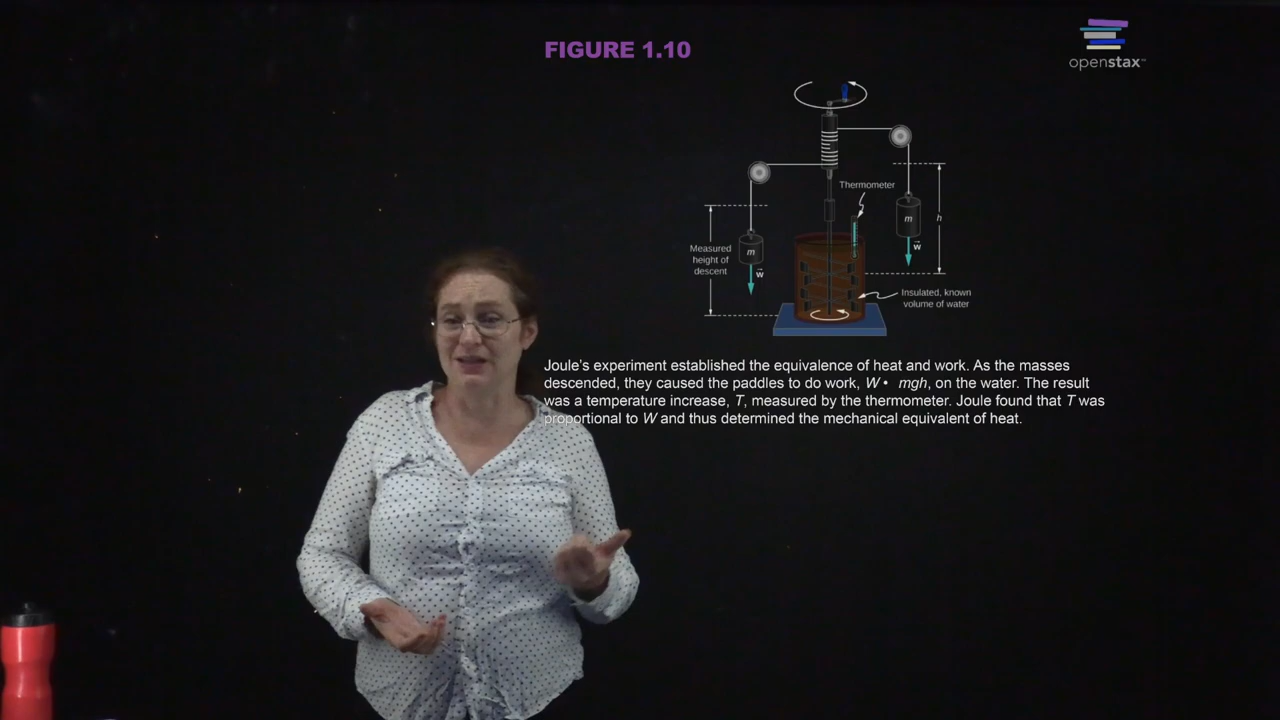 FIGURE 1.10
openstax™
Thermometer
m
h
w
Measured
height of
descent
m
w
Insulated, known
volume of water
Joule’s experiment established the equivalence of heat and work. As the masses
descended, they caused the paddles to do work, W • mgh, on the water. The result
was a temperature increase, T, measured by the thermometer. Joule found that T was
proportional to W and thus determined the mechanical equivalent of heat.